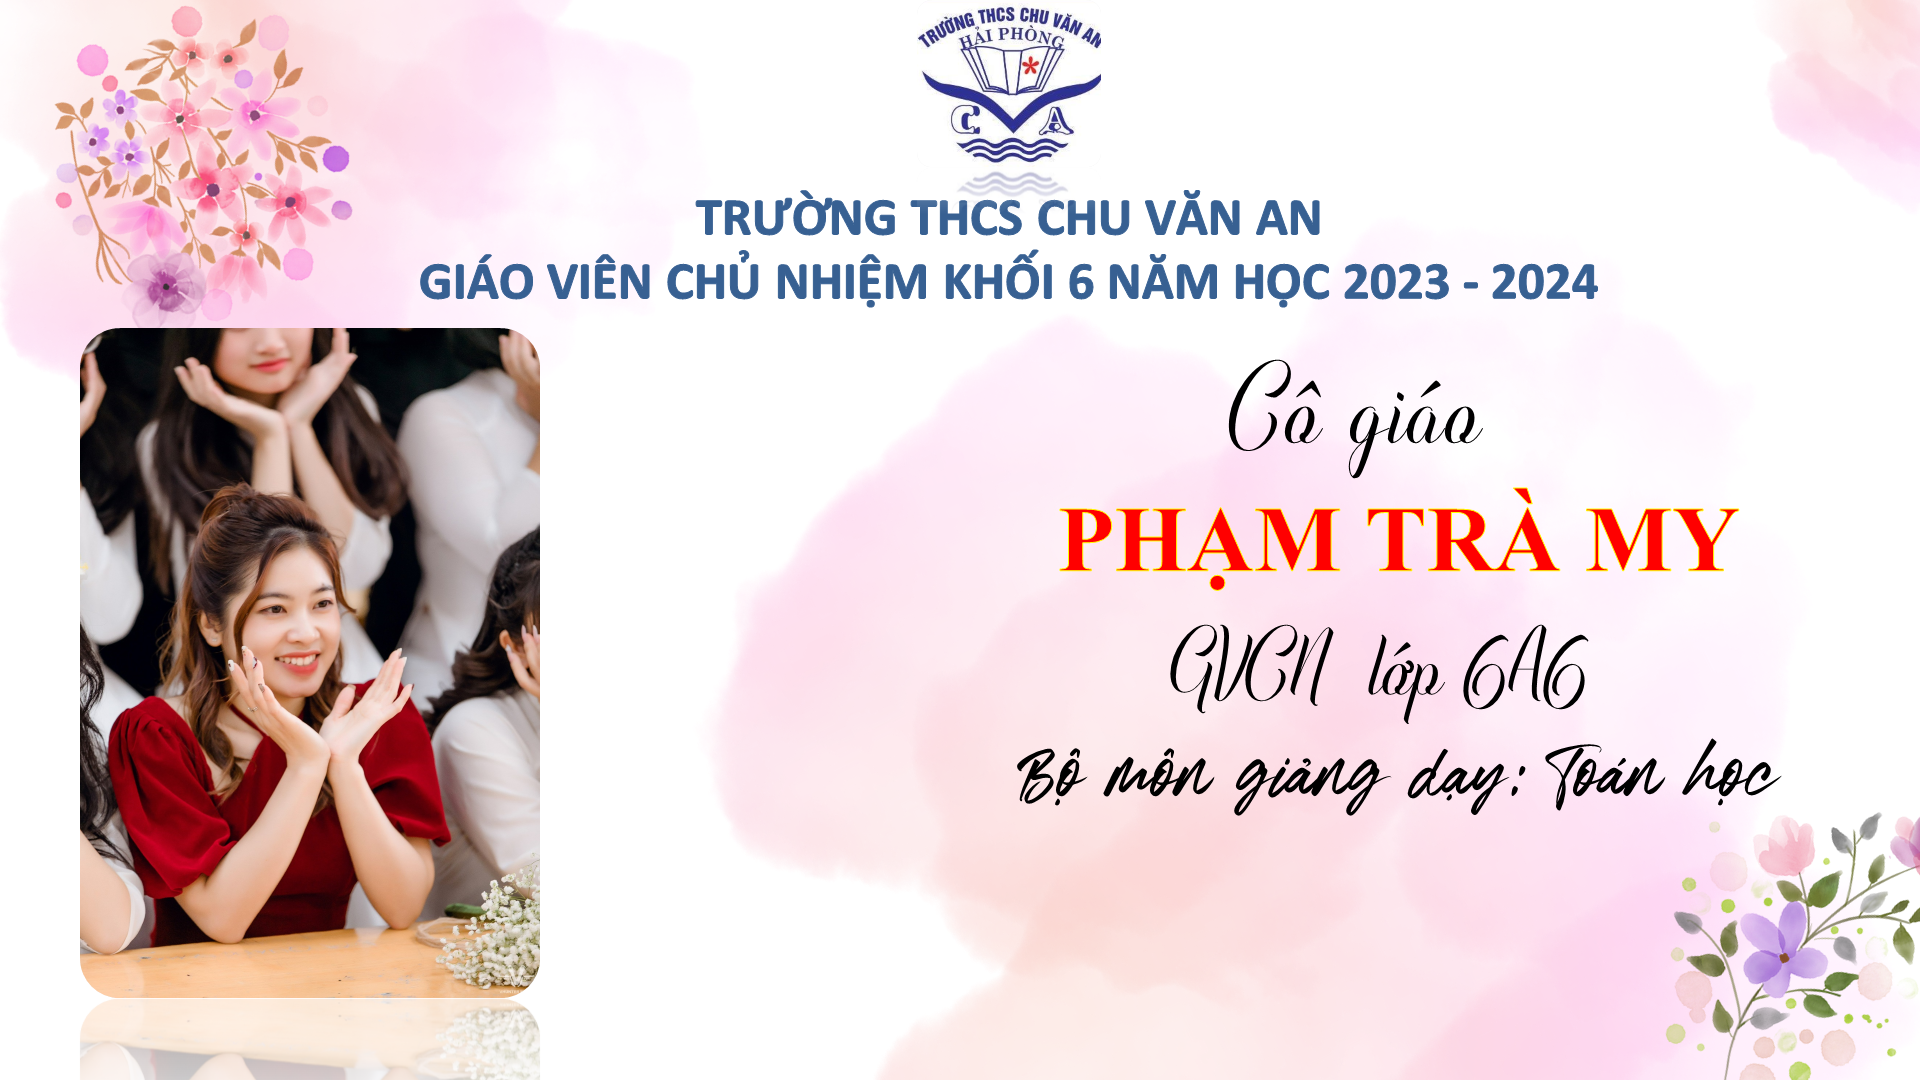 TRƯỜNG THCS CHU VĂN AN
HẢI PHÒNG
C A
TRƯỜNG THCS CHU VĂN AN
GIÁO VIÊN CHỦ NHIỆM KHỐI 6 NĂM HỌC 2023 - 2024
Cô giáo
PHẠM TRÀ MY
GVCN lớp 6A6
Bộ môn giảng dạy: Toán học